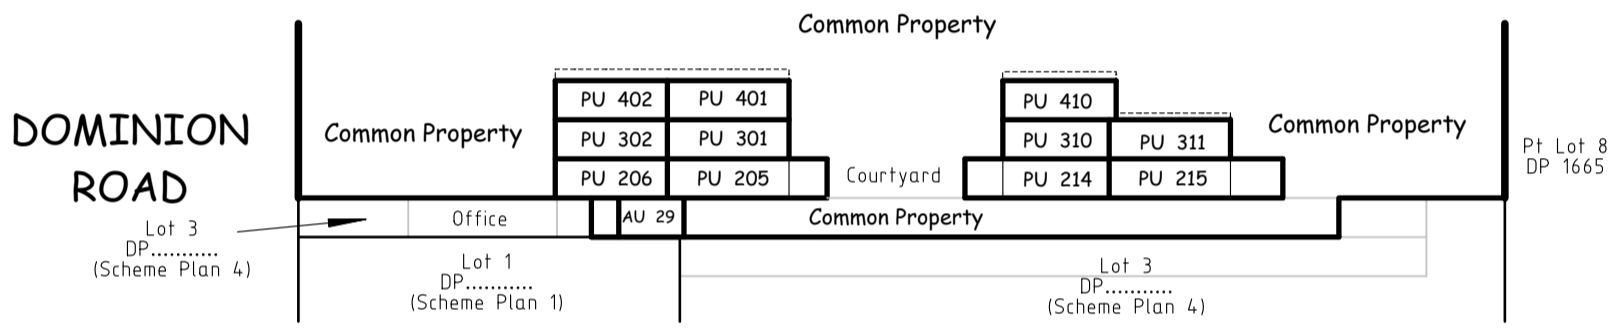 Common Property
PU 402
PU 401
PU 410
DOMINION
ROAD
Common Property
PU 302
PU 301
PU 310
PU 311
Common Property
Pt Lot 8
DP 1665
PU 206
PU 205
Courtyard
PU 214
PU 215
Lot 3
DP...........
(Scheme Plan 4)
Office
AU 29
Common Property
Lot 1
DP...........
(Scheme Plan 1)
Lot 3
DP...........
(Scheme Plan 4)